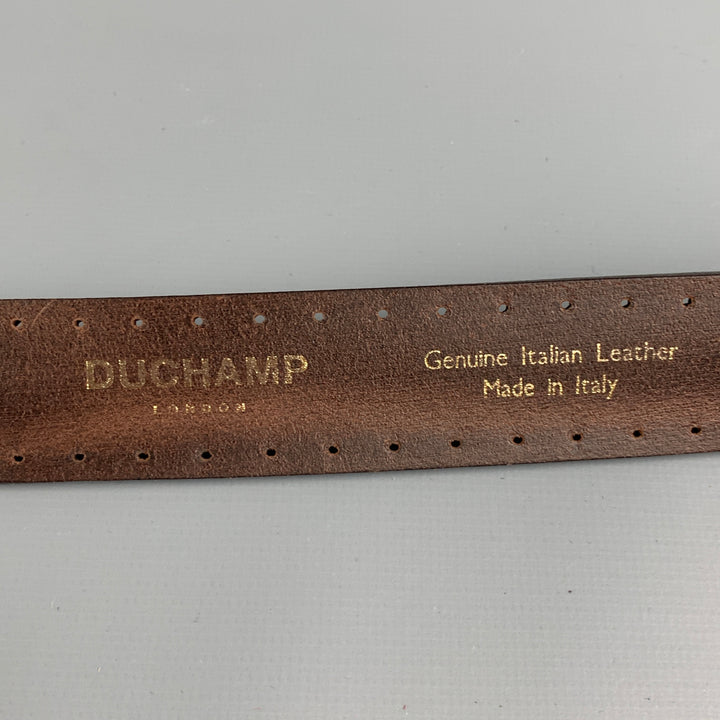 DUCHAMP
LONDON
Genuine Italian Leather
Made in Italy